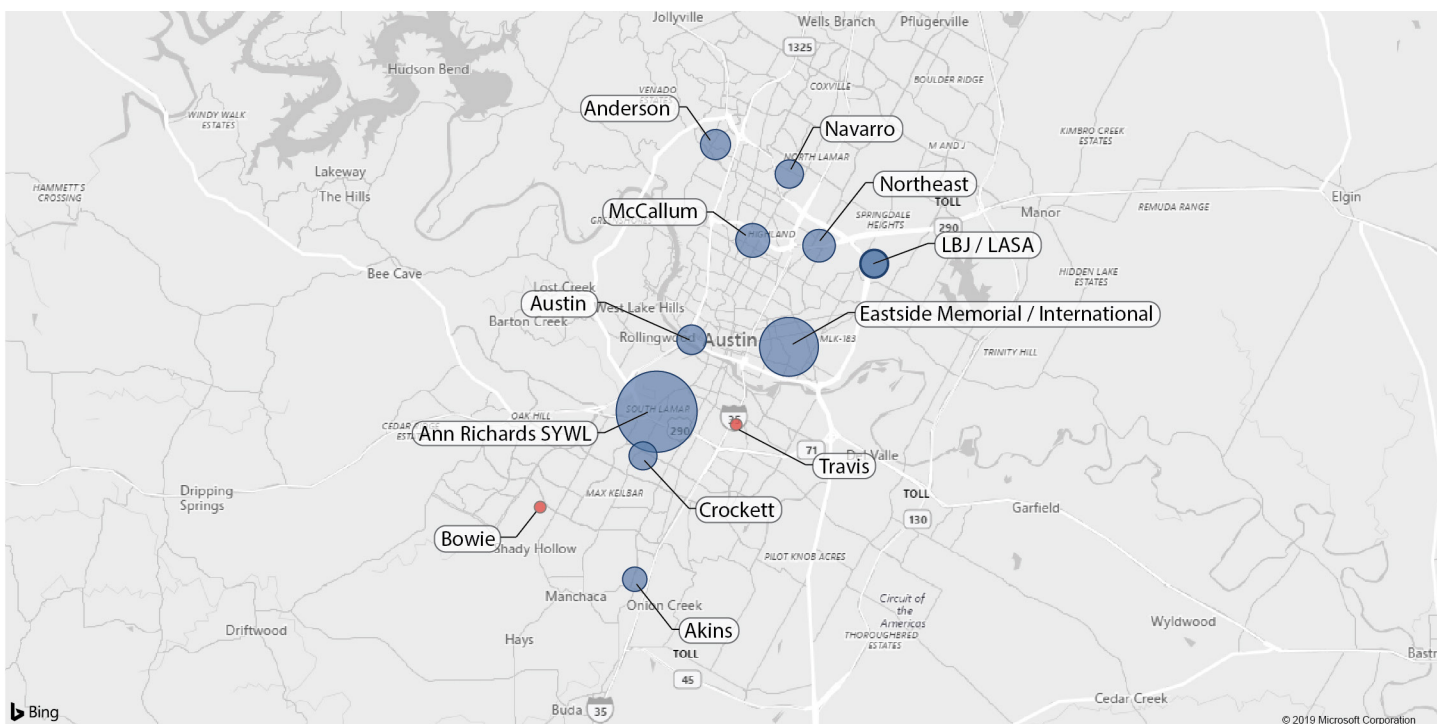 Jollyville
Wells Branch
Pflugerville
1325
Hudson Bend
BOULDER RIDGE
VENADO
ESTATES
COXVILLE
Anderson
WINDY WALK
ESTATES
Navarro
KIMBRO CREEK
ESTATES
M AND J
NORTH LAMAR
Lakeway
The Hills
HAMMETT'S
CROSSING
Northeast
TOLL
Elgin
McCallum
SPRINGDALE
HEIGHTS
Manor
REMUDA RANGE
290
HIGHLAND
LBJ / LASA
Bee Cave
HIDDEN LAKE
ESTATES
Lost Creek
Austin
West Lake Hills
Eastside Memorial / International
Barton Creek
Rollingwood
Austin
MLK-183
TRINITY HILL
OAK HILL
SOUTH LAMAR
35
CEDAR
Ann Richards SYWL
290
71
Del Valle
Travis
Dripping
Springs
MAX KEILBAR
TOLL
Crockett
Garfield
130
Bowie
Shady Hollow
PILOT KNOB ACRES
Manchaca
Onion Creek
Circuit of
the
Americas
Akins
Driftwood
Hays
THOROUGHBRED
ESTATES
Wyldwood
TOLL
45
Cedar Creek
Buda
35
Bing
© 2019 Microsoft Corporation